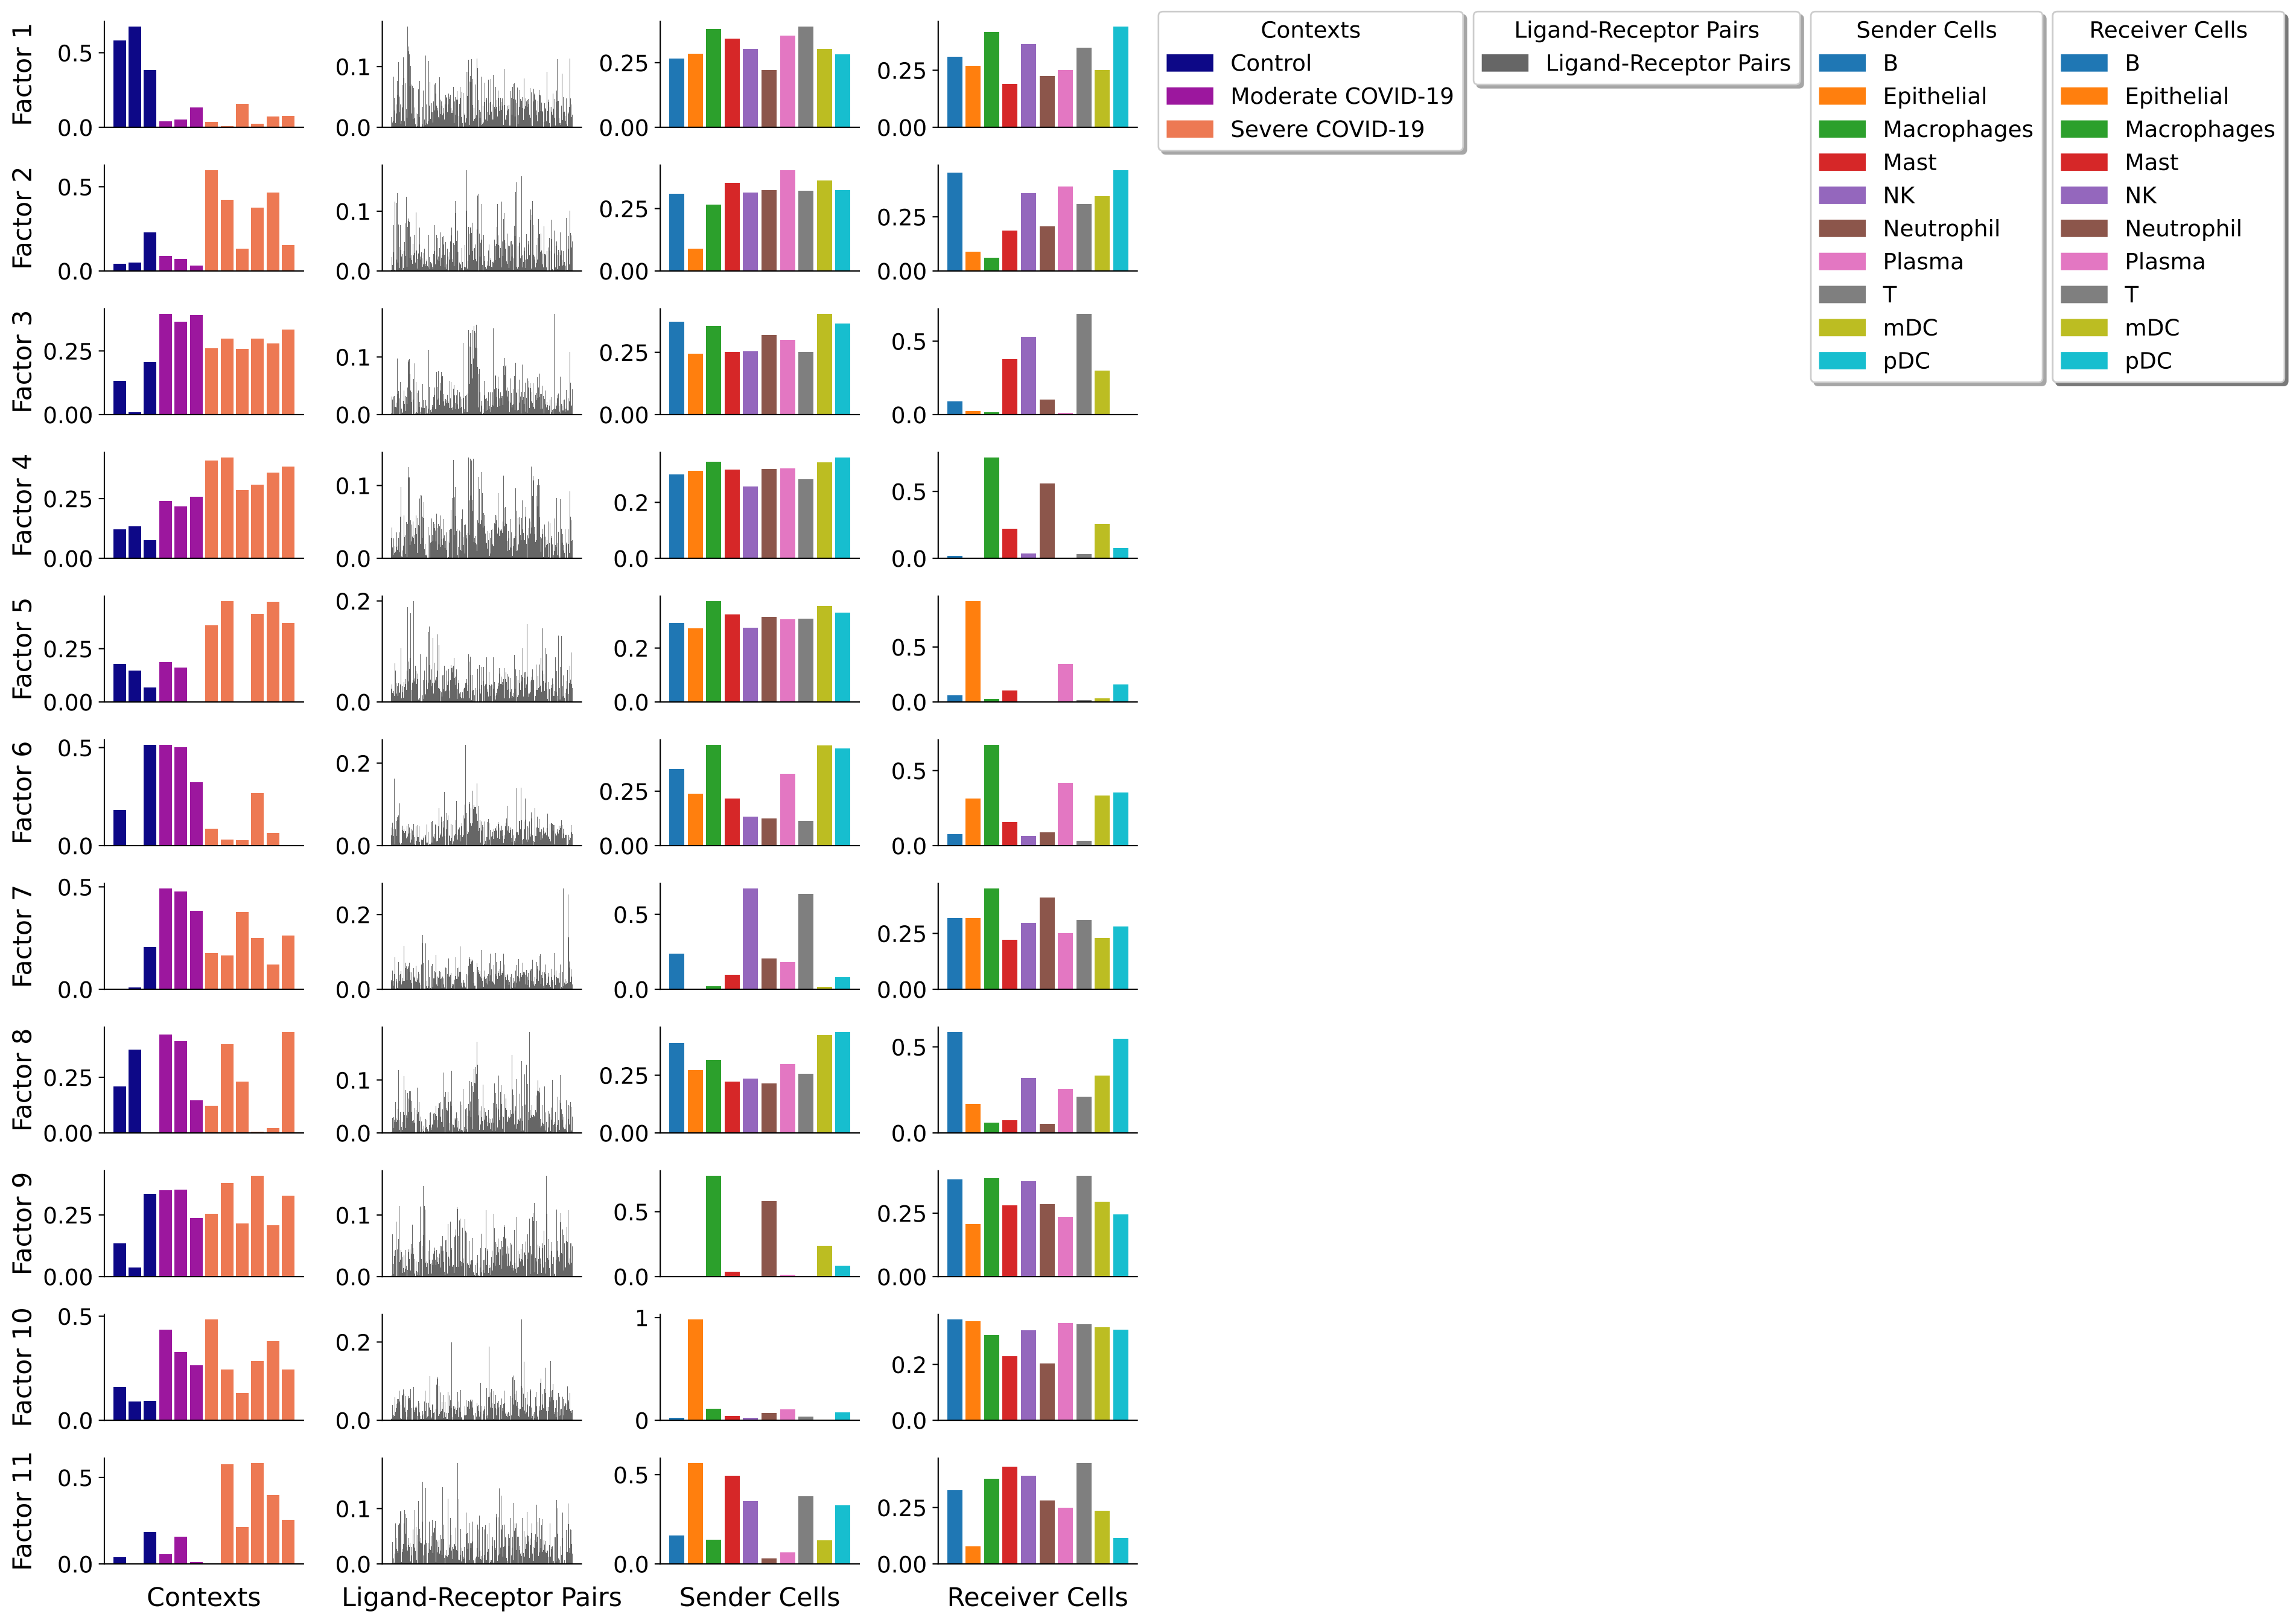 Factor 1
0.5
0.0
0.1
0.0
0.25
0.00
0.25
0.00
Contexts
Control
Moderate COVID-19
Severe COVID-19
Ligand-Receptor Pairs
Ligand-Receptor Pairs
Sender Cells
B
Epithelial
Macrophages
Mast
NK
Neutrophil
Plasma
T
mDC
pDC
Receiver Cells
B
Epithelial
Macrophages
Mast
NK
Neutrophil
Plasma
T
mDC
pDC
Factor 2
0.5
0.0
0.1
0.0
0.25
0.00
0.25
0.00
Factor 3
0.25
0.00
0.1
0.0
0.25
0.00
0.5
0.0
Factor 4
0.25
0.00
0.1
0.0
0.2
0.0
0.5
0.0
Factor 5
0.25
0.00
0.2
0.1
0.0
0.2
0.0
0.5
0.0
Factor 6
0.5
0.0
0.2
0.1
0.0
0.25
0.00
0.5
0.0
Factor 7
0.5
0.0
0.2
0.0
0.5
0.0
0.25
0.00
Factor 8
0.25
0.00
0.1
0.0
0.25
0.00
0.5
0.0
Factor 9
0.25
0.00
0.1
0.0
0.5
0.0
0.25
0.00
Factor 10
0.5
0.0
0.2
0.0
1
0
0.2
0.0
Factor 11
0.5
0.0
0.1
0.0
0.5
0.0
0.25
0.00
Contexts
Ligand-Receptor Pairs
Sender Cells
Receiver Cells